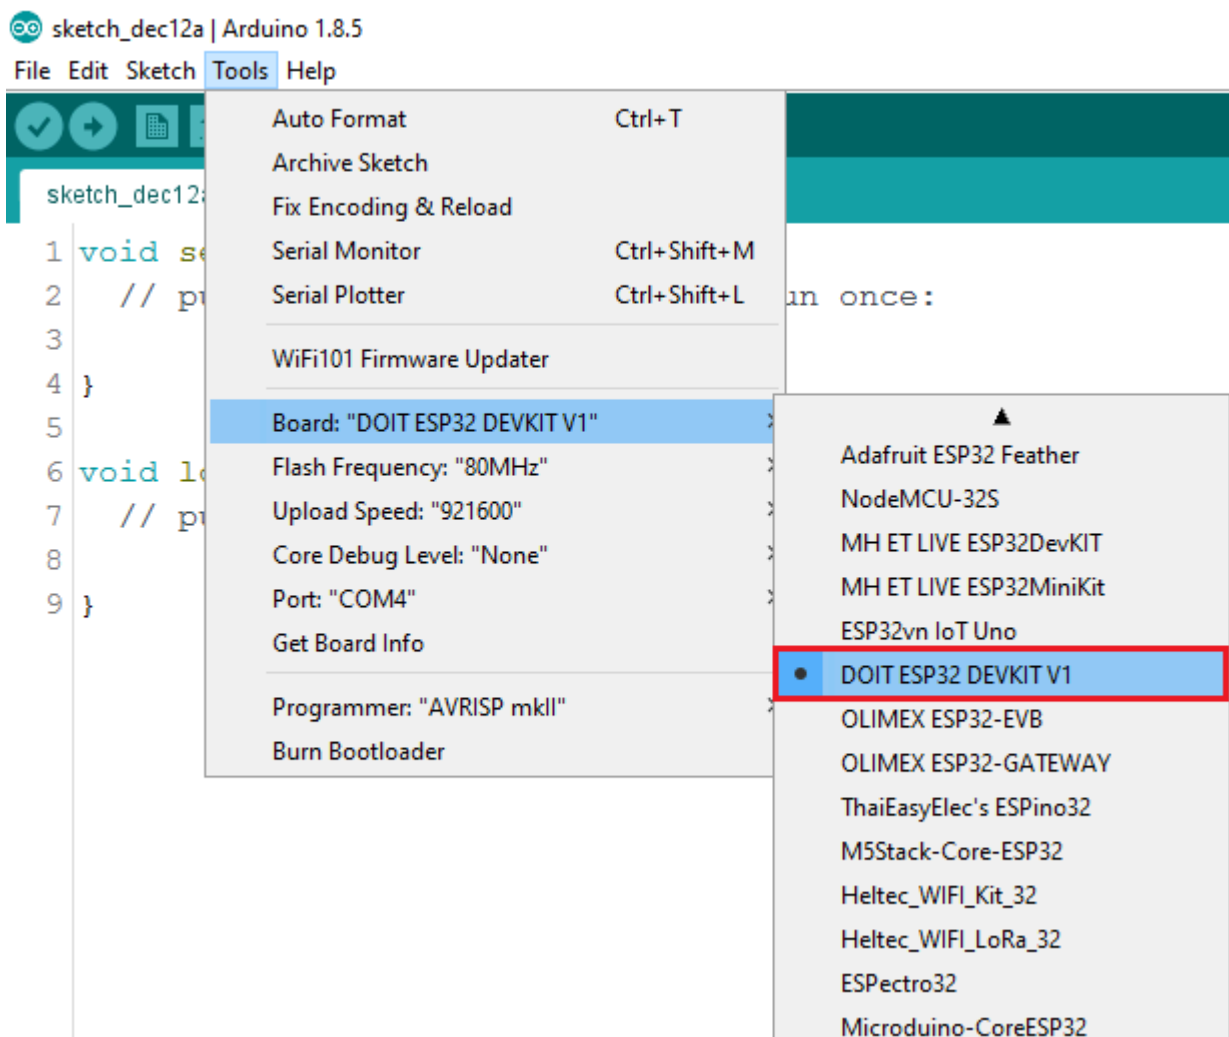 sketch_dec12a | Arduino 1.8.5
File Edit Sketch Tools Help
Auto Format Ctrl+T
Archive Sketch
Fix Encoding & Reload
Serial Monitor Ctrl+Shift+M
Serial Plotter Ctrl+Shift+L
WiFi101 Firmware Updater
Board: "DOIT ESP32 DEVKIT V1"
Flash Frequency: "80MHz"
Upload Speed: "921600"
Core Debug Level: "None"
Port: "COM4"
Get Board Info
Programmer: "AVRISP mkII"
Burn Bootloader
sketch_dec12a
1 void se
2 // pu un once:
3
4 }
5
6 void lo
7 // pu
8
9 }
Adafruit ESP32 Feather
NodeMCU-32S
MH ET LIVE ESP32DevKIT
MH ET LIVE ESP32MiniKit
ESP32vn IoT Uno
DOIT ESP32 DEVKIT V1
OLIMEX ESP32-EVB
OLIMEX ESP32-GATEWAY
ThaiEasyElec's ESPino32
M5Stack-Core-ESP32
Heltec_WIFI_Kit_32
Heltec_WIFI_LoRa_32
ESPectro32
Microduino-CoreESP32